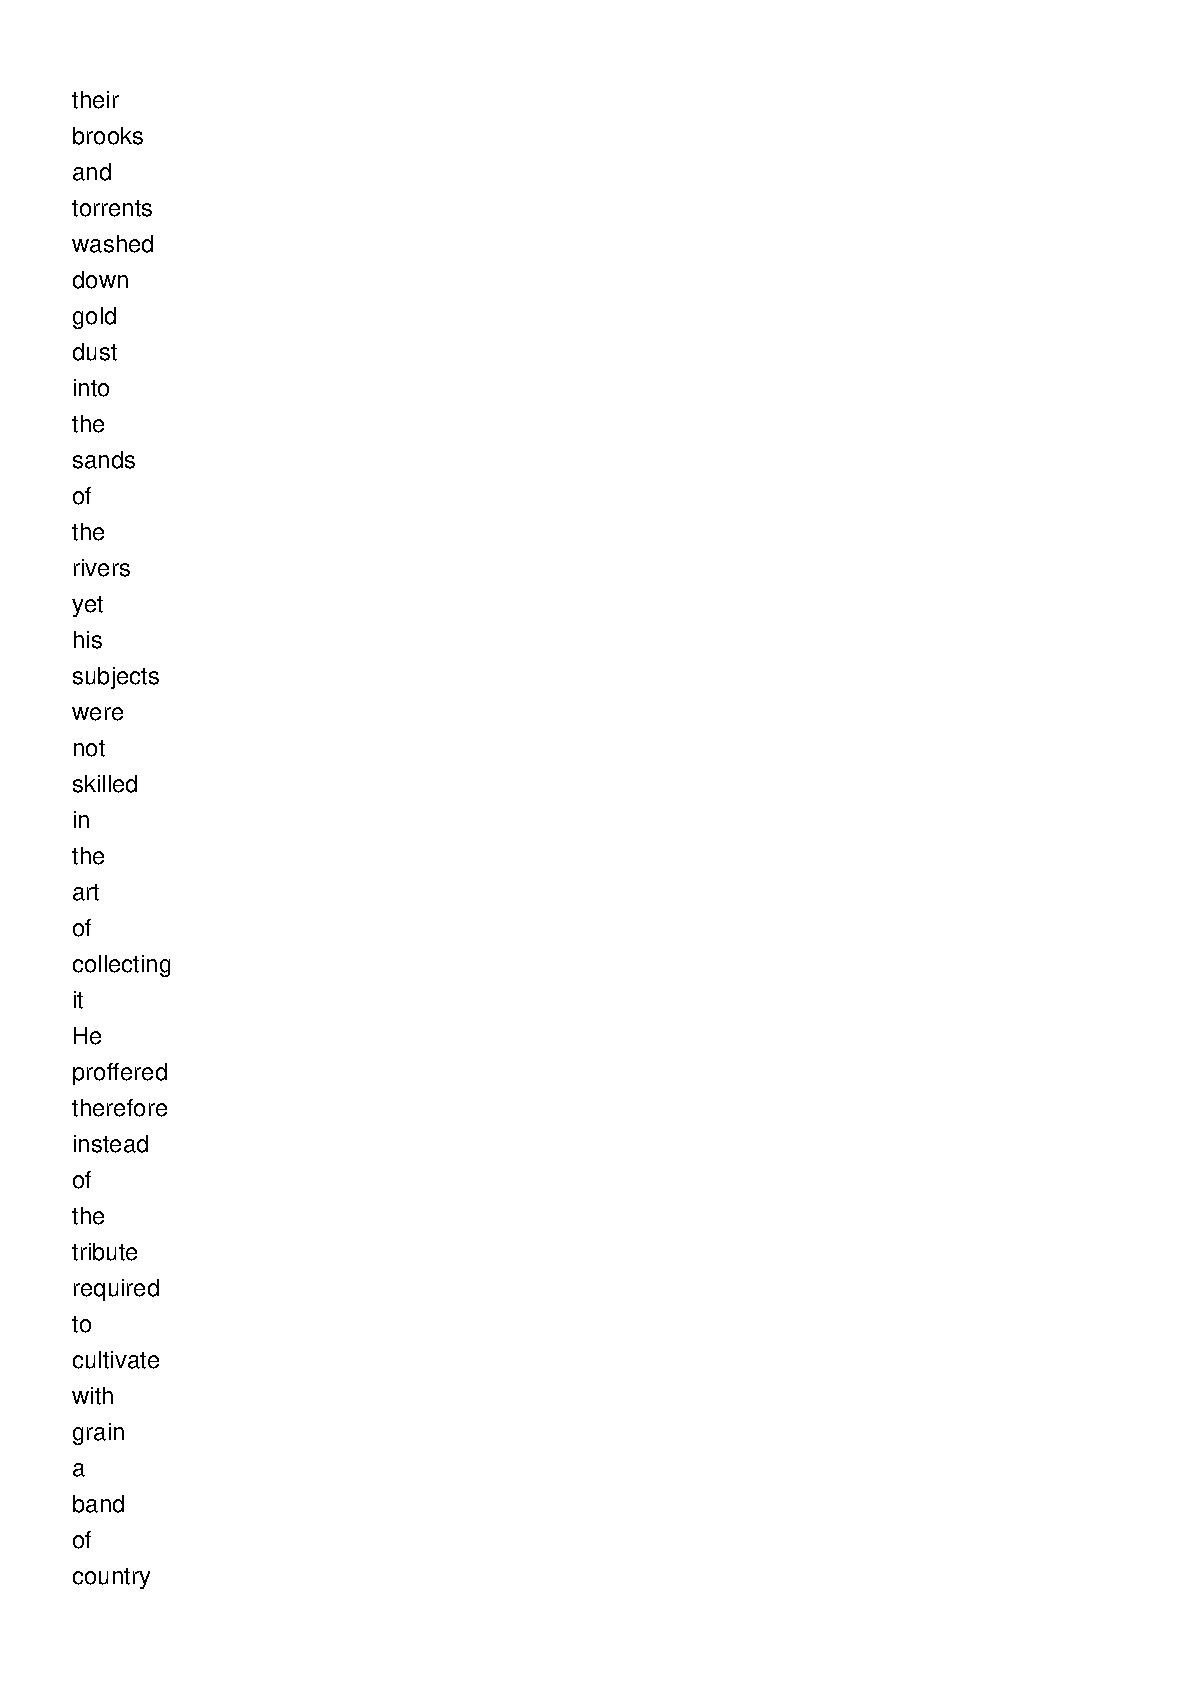 their
brooks
and
torrents
washed
down
gold
dust
into
the
sands
of
the
rivers
yet
his
subjects
were
not
skilled
in
the
art
of
collecting
it
He
proffered
therefore
instead
of
the
tribute
required
to
cultivate
with
grain
a
band
of
country